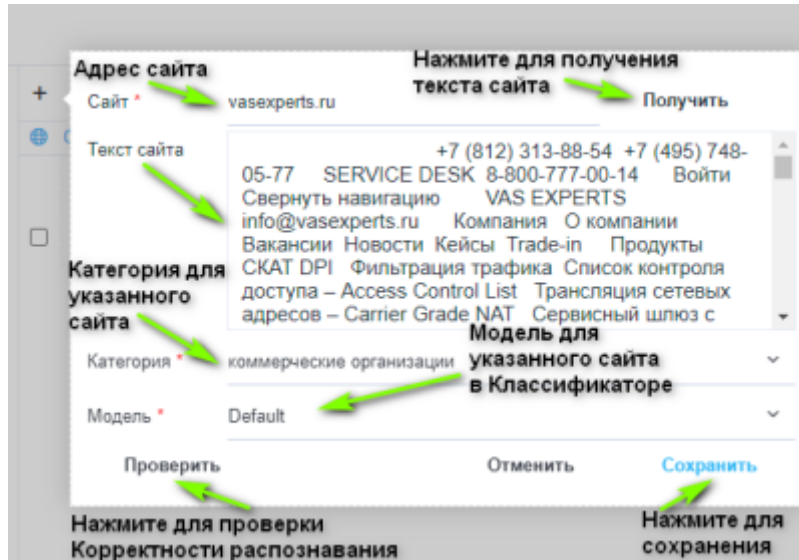 Адрес сайта
Нажмите для получения
текста сайта
Сайт *
vasexperts.ru
Получить
Текст сайта
+7 (812) 313-88-54 +7 (495) 748-
05-77 SERVICE DESK 8-800-777-00-14 Войти
Свернуть навигацию VAS EXPERTS
info@vasexperts.ru Компания О компании
Вакансии Новости Кейсы Trade-in Продукты
СКАТ DPI Фильтрация трафика Список контроля
доступа – Access Control List Трансляция сетевых
адресов – Carrier Grade NAT Сервисный шлюз с
Категория для
указанного
сайта
Модель для
указанного сайта
в Классификаторе
Категория *
коммерческие организации
Модель *
Default
Проверить
Отменить
Сохранить
Нажмите для проверки
Корректности распознавания
Нажмите для
сохранения